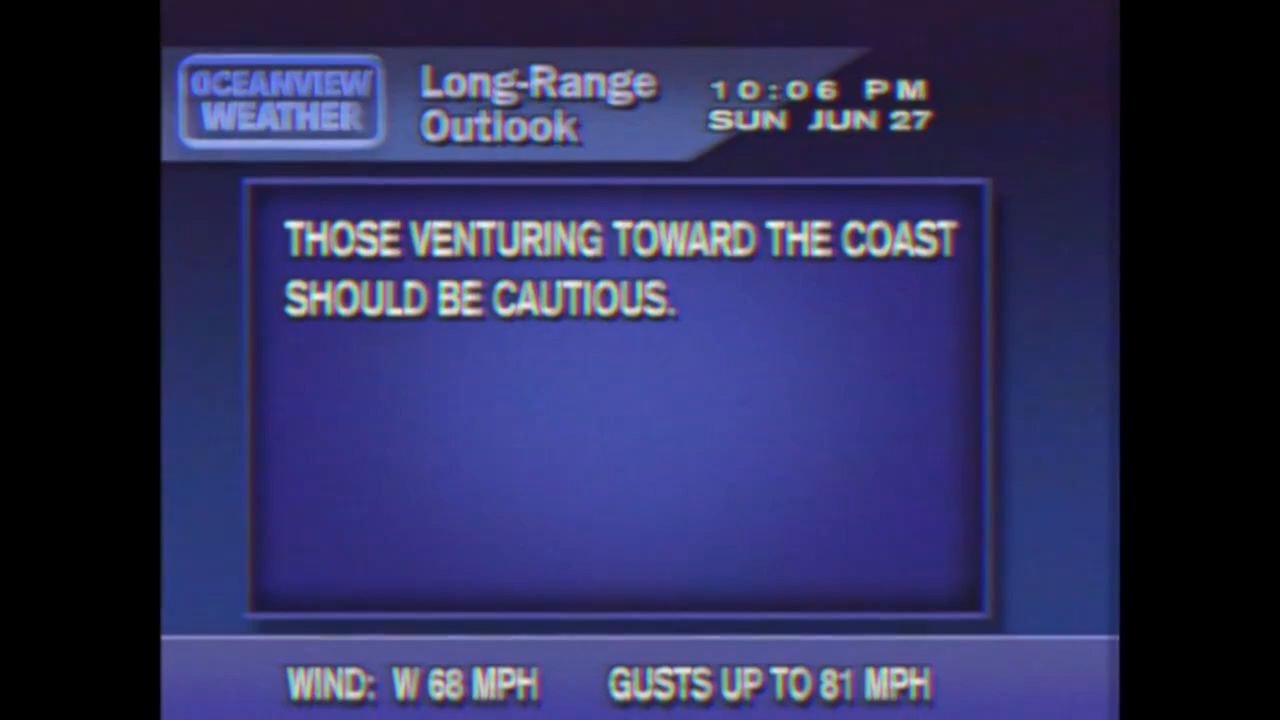 OCEANVIEW
WEATHER
Long-Range
Outlook
10:06 PM
SUN JUN 27
THOSE VENTURING TOWARD THE COAST
SHOULD BE CAUTIOUS.
WIND: W 68 MPH GUSTS UP TO 81 MPH